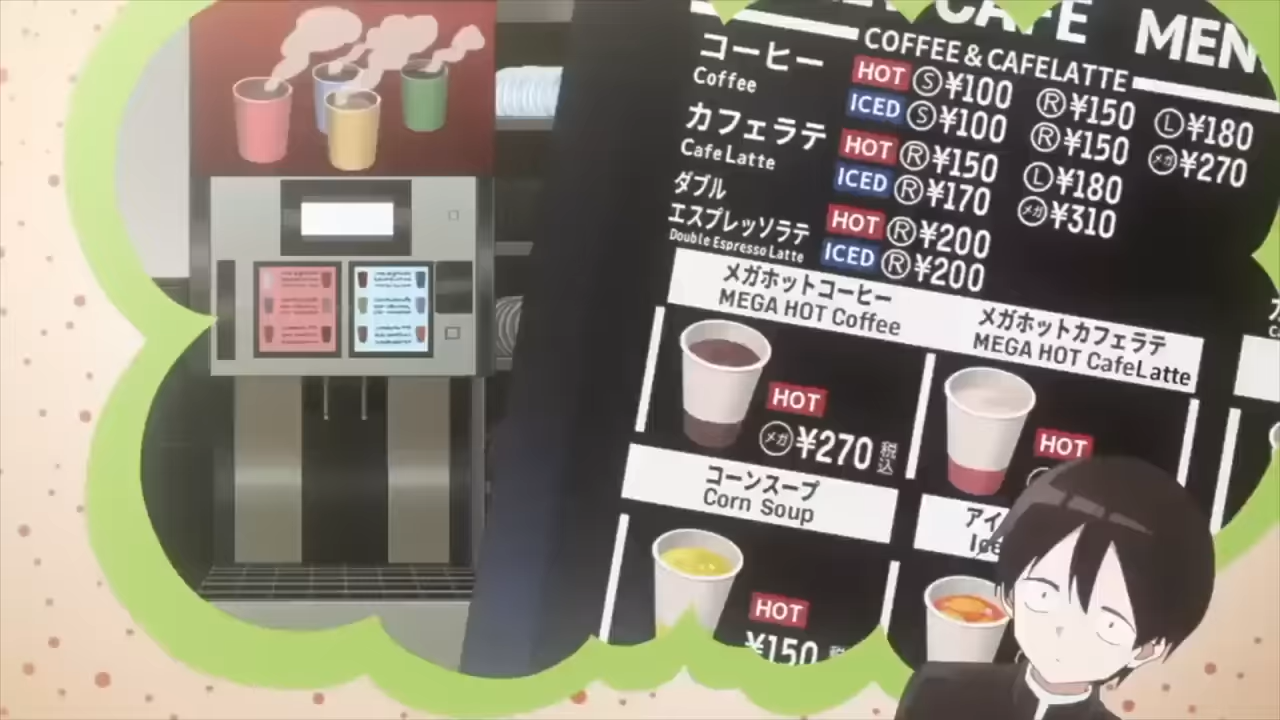 CAFE MEN
COFFEE & CAFELATTE
コーヒー
Coffee
HOT Ⓢ¥100 Ⓡ¥150 Ⓛ¥180
ICED Ⓢ¥100 Ⓡ¥150 メガ¥270
カフェラテ
Cafe Latte
HOT Ⓡ¥150 Ⓛ¥180
ICED Ⓡ¥170 メガ¥310
ダブル
エスプレッソラテ
Double Espresso Latte
HOT Ⓡ¥200
ICED Ⓡ¥200
メガホットコーヒー
MEGA HOT Coffee
HOT
メガ¥270 税込
メガホットカフェラテ
MEGA HOT CafeLatte
HOT
コーンスープ
Corn Soup
HOT
¥150
アイ
Ice